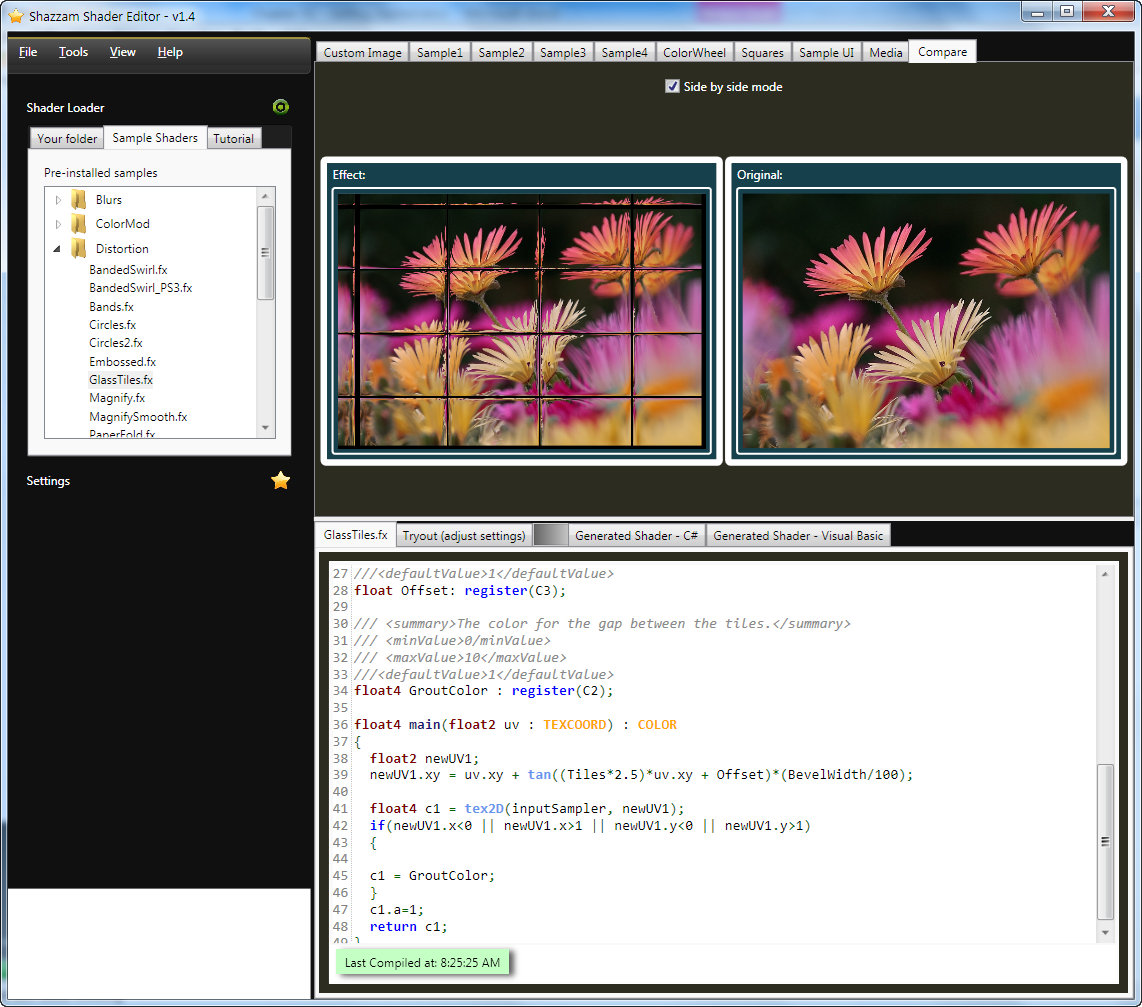 Shazzam Shader Editor - v1.4
File Tools View Help
Shader Loader
Your folder Sample Shaders Tutorial
Pre-installed samples
Blurs
ColorMod
Distortion
BandedSwirl.fx
BandedSwirl_PS3.fx
Bands.fx
Circles.fx
Circles2.fx
Embossed.fx
GlassTiles.fx
Magnify.fx
MagnifySmooth.fx
PaperFold.fx
Settings
Custom Image Sample1 Sample2 Sample3 Sample4 ColorWheel Squares Sample UI Media Compare
Side by side mode
Effect:
Original:
GlassTiles.fx Tryout (adjust settings) Generated Shader - C# Generated Shader - Visual Basic
27 ///<defaultValue>1</defaultValue>
28 float Offset: register(C3);
29
30 /// <summary>The color for the gap between the tiles.</summary>
31 /// <minValue>0/minValue>
32 /// <maxValue>10</maxValue>
33 ///<defaultValue>1</defaultValue>
34 float4 GroutColor : register(C2);
35
36 float4 main(float2 uv : TEXCOORD) : COLOR
37 {
38 float2 newUV1;
39 newUV1.xy = uv.xy + tan((Tiles*2.5)*uv.xy + Offset)*(BevelWidth/100);
40
41 float4 c1 = tex2D(inputSampler, newUV1);
42 if(newUV1.x<0 || newUV1.x>1 || newUV1.y<0 || newUV1.y>1)
43 {
44
45 c1 = GroutColor;
46 }
47 c1.a=1;
48 return c1;
49 }
Last Compiled at: 8:25:25 AM